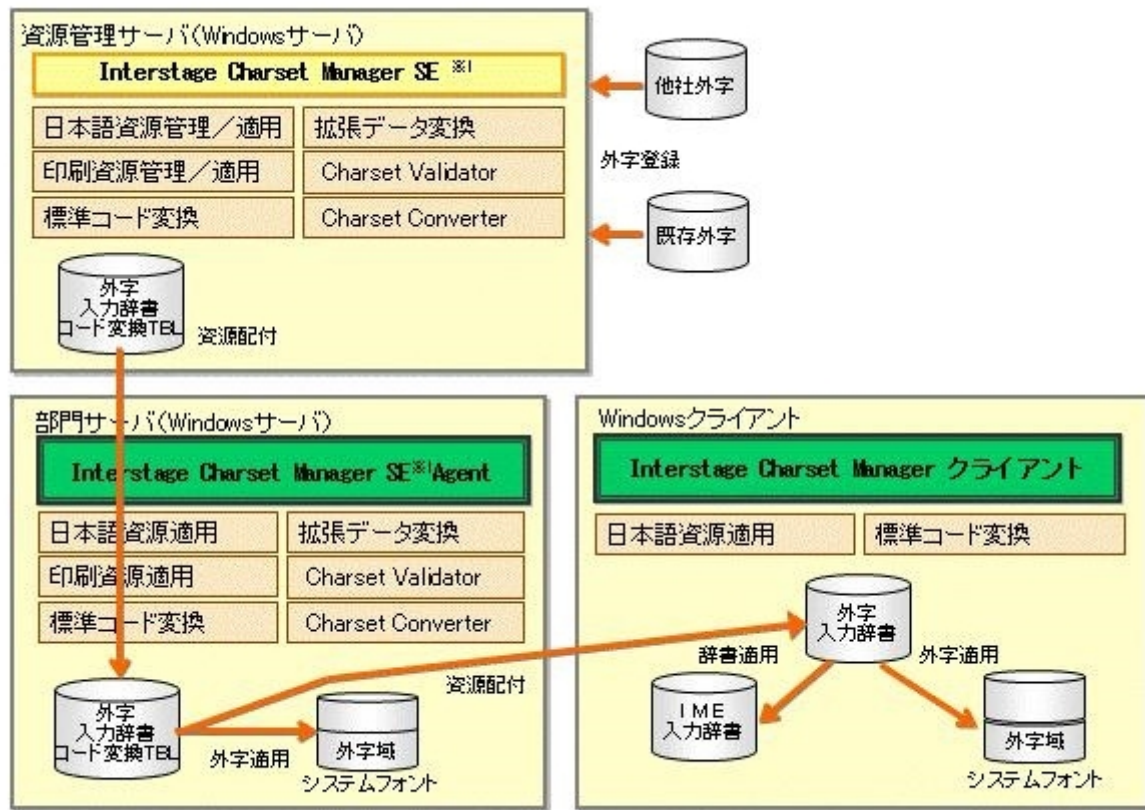 資源管理サーバ(Windowsサーバ)
Interstage Charset Manager SE ※1
日本語資源管理／適用
拡張データ変換
印刷資源管理／適用
Charset Validator
標準コード変換
Charset Converter
他社外字
外字登録
既存外字
外字
入力辞書
コード変換TBL
資源配付
部門サーバ(Windowsサーバ)
Interstage Charset Manager SE※1Agent
日本語資源適用
拡張データ変換
印刷資源適用
Charset Validator
標準コード変換
Charset Converter
外字
入力辞書
コード変換TBL
外字適用
外字域
システムフォント
資源配付
Windowsクライアント
Interstage Charset Manager クライアント
日本語資源適用
標準コード変換
外字
入力辞書
辞書適用
外字適用
IME
入力辞書
外字域
システムフォント